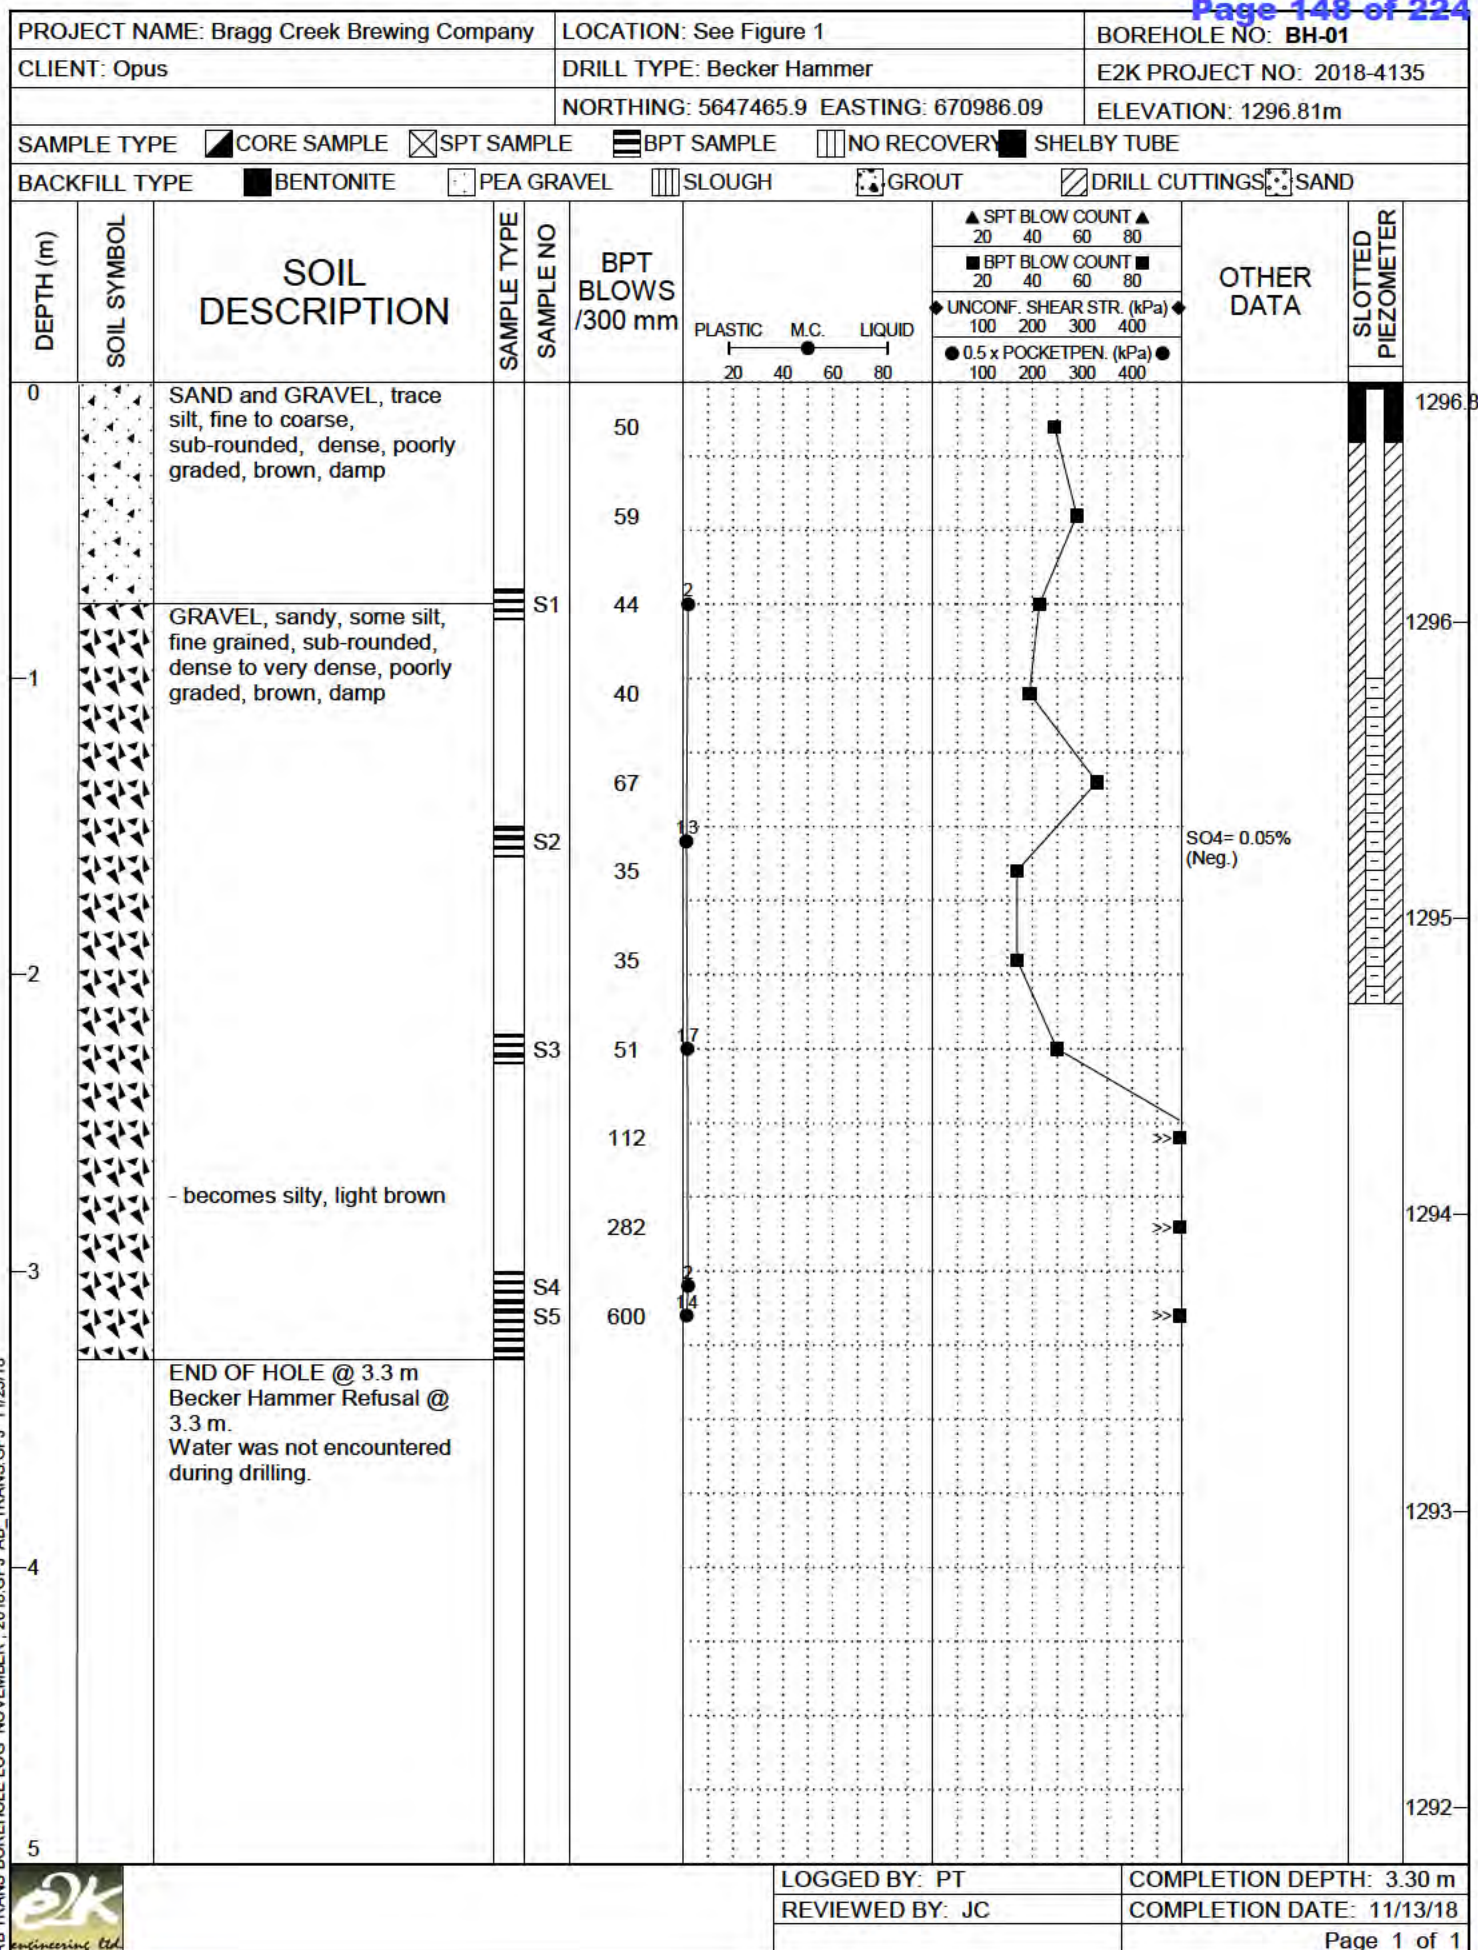 Page 148 of 224
PROJECT NAME: Bragg Creek Brewing Company
LOCATION: See Figure 1
BOREHOLE NO: BH-01
CLIENT: Opus
DRILL TYPE: Becker Hammer
E2K PROJECT NO: 2018-4135
NORTHING: 5647465.9 EASTING: 670986.09
ELEVATION: 1296.81m
SAMPLE TYPE CORE SAMPLE SPT SAMPLE BPT SAMPLE NO RECOVERY SHELBY TUBE
BACKFILL TYPE BENTONITE PEA GRAVEL SLOUGH GROUT DRILL CUTTINGS SAND
DEPTH (m)
SOIL SYMBOL
SOIL
DESCRIPTION
SAMPLE TYPE
SAMPLE NO
BPT
BLOWS
/300 mm
PLASTIC M.C. LIQUID
20 40 60 80
▲ SPT BLOW COUNT ▲
20 40 60 80
■ BPT BLOW COUNT ■
20 40 60 80
◆ UNCONF. SHEAR STR. (kPa) ◆
100 200 300 400
● 0.5 x POCKETPEN. (kPa) ●
100 200 300 400
OTHER
DATA
SLOTTED
PIEZOMETER
0
SAND and GRAVEL, trace
silt, fine to coarse,
sub-rounded, dense, poorly
graded, brown, damp
50
1296.8
59
S1
44
2
GRAVEL, sandy, some silt,
fine grained, sub-rounded,
dense to very dense, poorly
graded, brown, damp
1296
1
40
67
S2
13
SO4= 0.05%
(Neg.)
35
1295
35
2
S3
51
17
112
>>
- becomes silty, light brown
1294
282
>>
3
S4
2
S5
600
14
>>
END OF HOLE @ 3.3 m
Becker Hammer Refusal @
3.3 m.
Water was not encountered
during drilling.
1293
4
1292
5
e2k
engineering ltd.
LOGGED BY: PT
COMPLETION DEPTH: 3.30 m
REVIEWED BY: JC
COMPLETION DATE: 11/13/18
Page 1 of 1